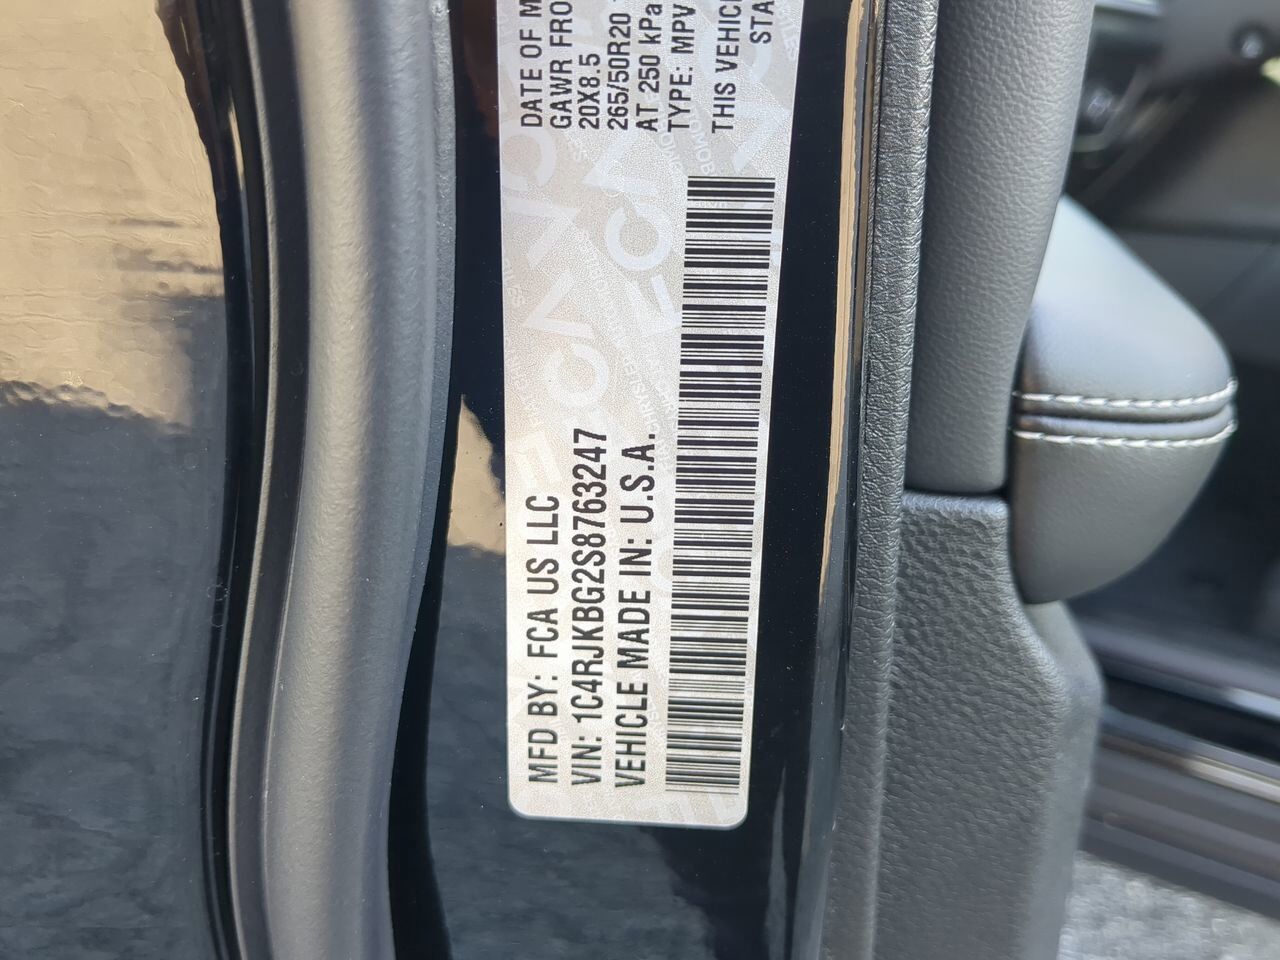 MFD BY: FCA US LLC
VIN: 1C4RJKBG2S8763247
VEHICLE MADE IN: U.S.A.
DATE OF M
GAWR FRO
20X8.5
265/50R20
AT 250 kPa
TYPE: MPV
THIS VEHICL
STA